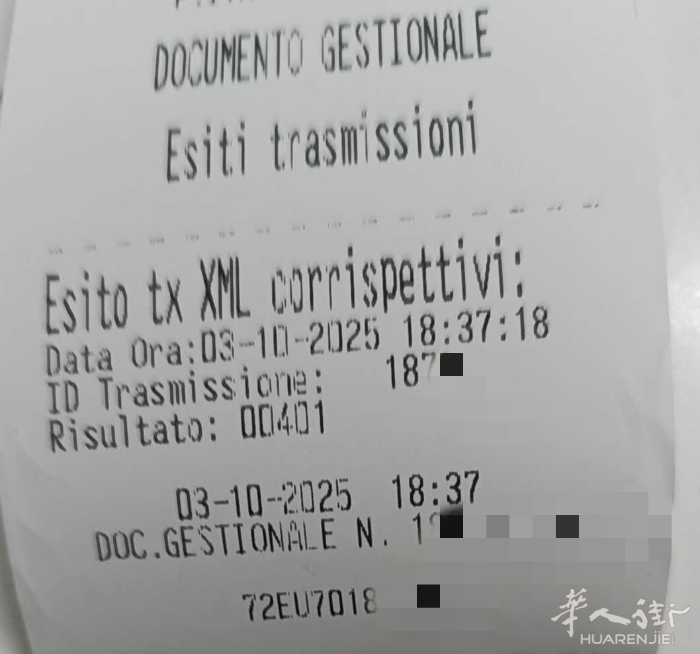 DOCUMENTO GESTIONALE
Esiti trasmissioni
Esito tx XML corrispettivi:
Data Ora:03-10-2025 18:37:18
ID Trasmissione: 187
Risultato: 00401
03-10-2025 18:37
DOC.GESTIONALE N. 1
72EU7018
华人街
HUARENJIE